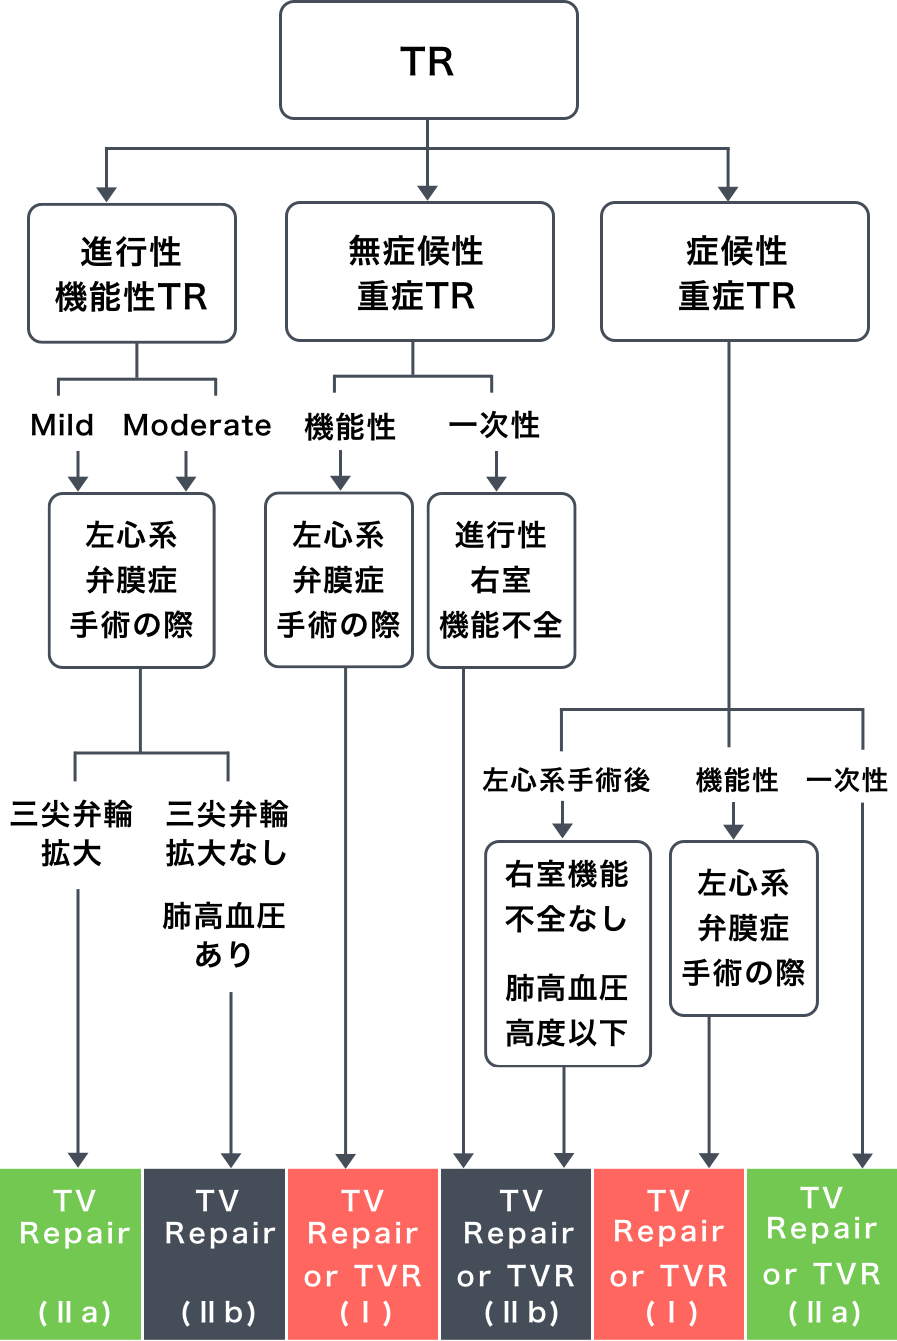 TR
進行性
機能性TR
無症候性
重症TR
症候性
重症TR
Mild
Moderate
機能性
一次性
左心系
弁膜症
手術の際
左心系
弁膜症
手術の際
進行性
右室
機能不全
左心系手術後
機能性
一次性
三尖弁輪
拡大
三尖弁輪
拡大なし
肺高血圧
あり
右室機能
不全なし
肺高血圧
高度以下
左心系
弁膜症
手術の際
TV
Repair
(Ⅱa)
TV
Repair
(Ⅱb)
TV
Repair
or TVR
(Ⅰ)
TV
Repair
or TVR
(Ⅱb)
TV
Repair
or TVR
(Ⅰ)
TV
Repair
or TVR
(Ⅱa)